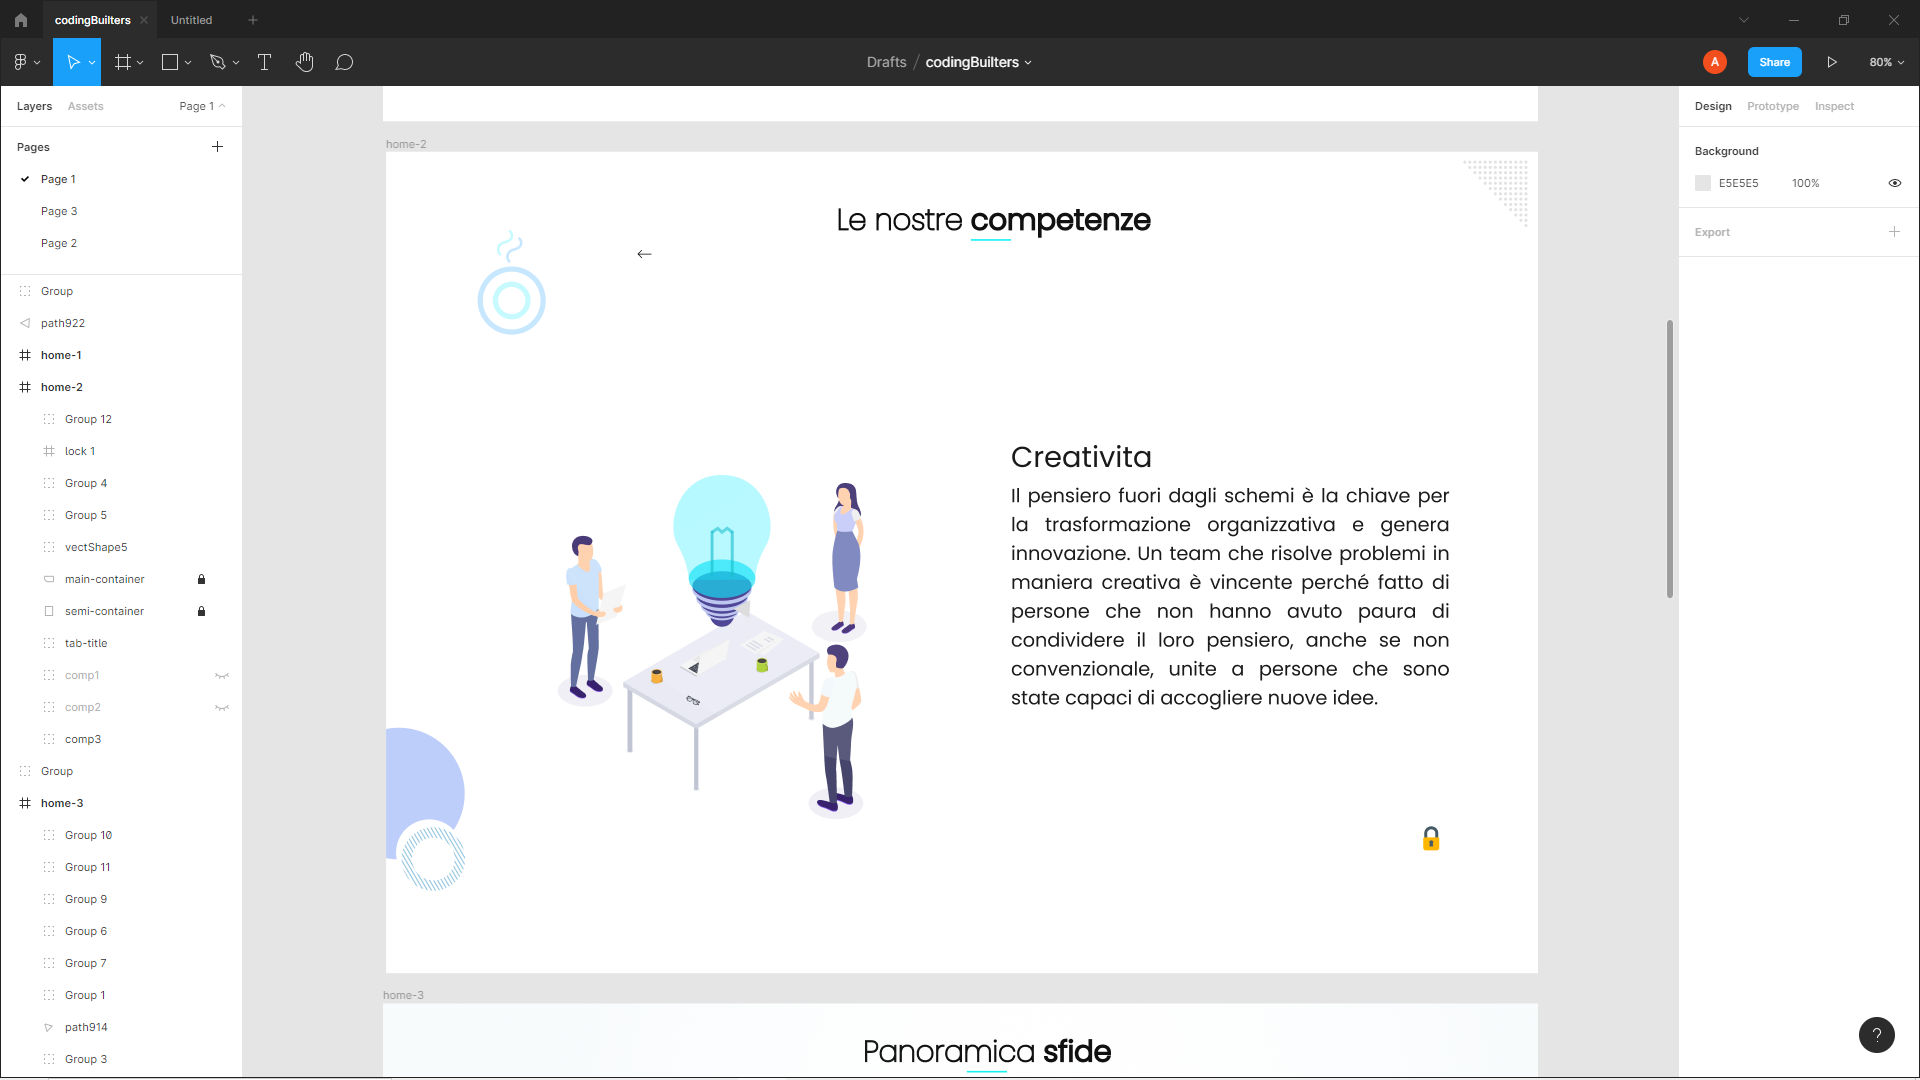 codingBuilters
Untitled
Drafts / codingBuilters
A
Share
80%
Layers
Assets
Page 1
Pages
Page 1
Page 3
Page 2
Group
path922
home-1
home-2
Group 12
lock 1
Group 4
Group 5
vectShape5
main-container
semi-container
tab-title
comp1
comp2
comp3
Group
home-3
Group 10
Group 11
Group 9
Group 6
Group 7
Group 1
path914
Group 3
home-2
Le nostre competenze
Creativita
Il pensiero fuori dagli schemi è la chiave per
la trasformazione organizzativa e genera
innovazione. Un team che risolve problemi in
maniera creativa è vincente perché fatto di
persone che non hanno avuto paura di
condividere il loro pensiero, anche se non
convenzionale, unite a persone che sono
state capaci di accogliere nuove idee.
home-3
Panoramica sfide
Design
Prototype
Inspect
Background
E5E5E5
100%
Export
?